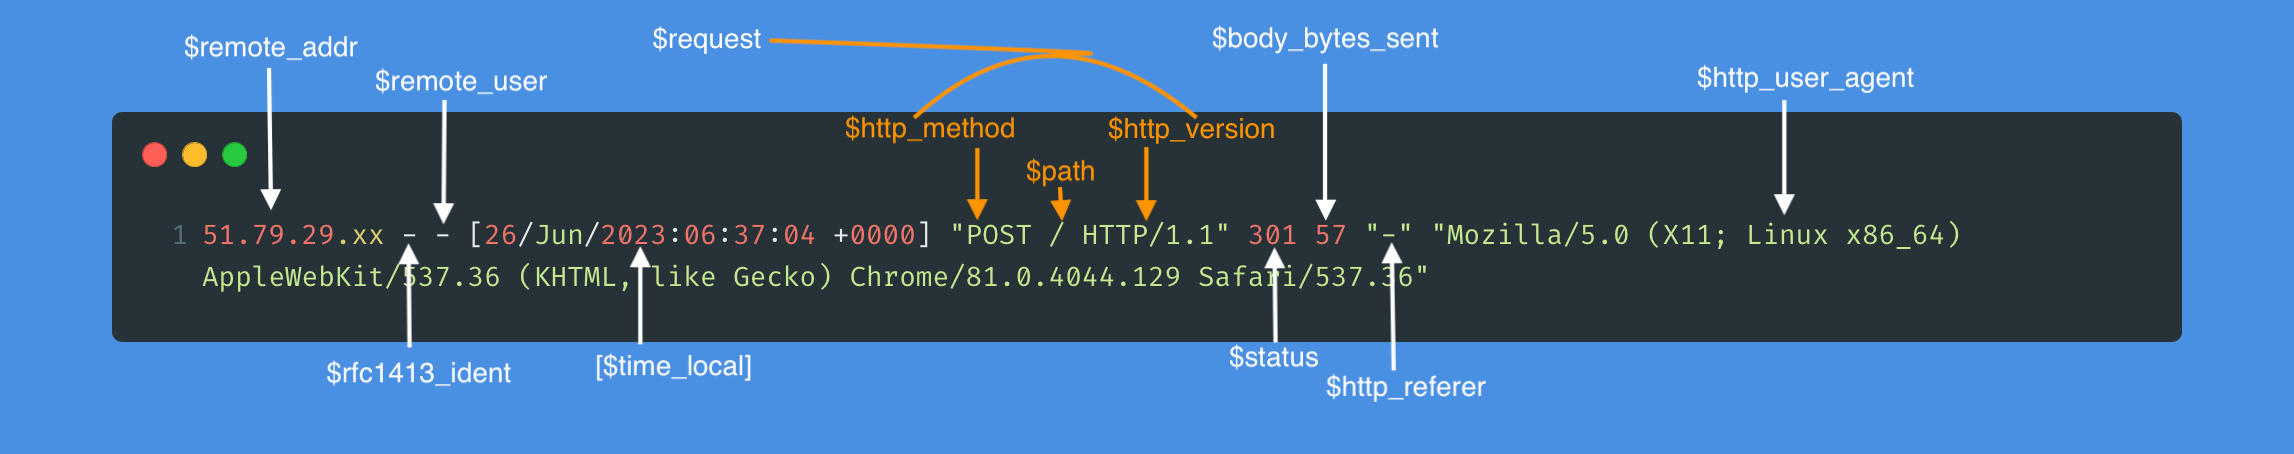 $request
$body_bytes_sent
$remote_addr
$remote_user
$http_user_agent
$http_method
$http_version
$path
1 51.79.29.xx - - [26/Jun/2023:06:37:04 +0000] "POST / HTTP/1.1" 301 57 "-" "Mozilla/5.0 (X11; Linux x86_64)
AppleWebKit/537.36 (KHTML, like Gecko) Chrome/81.0.4044.129 Safari/537.36"
$rfc1413_ident
[$time_local]
$status
$http_referer